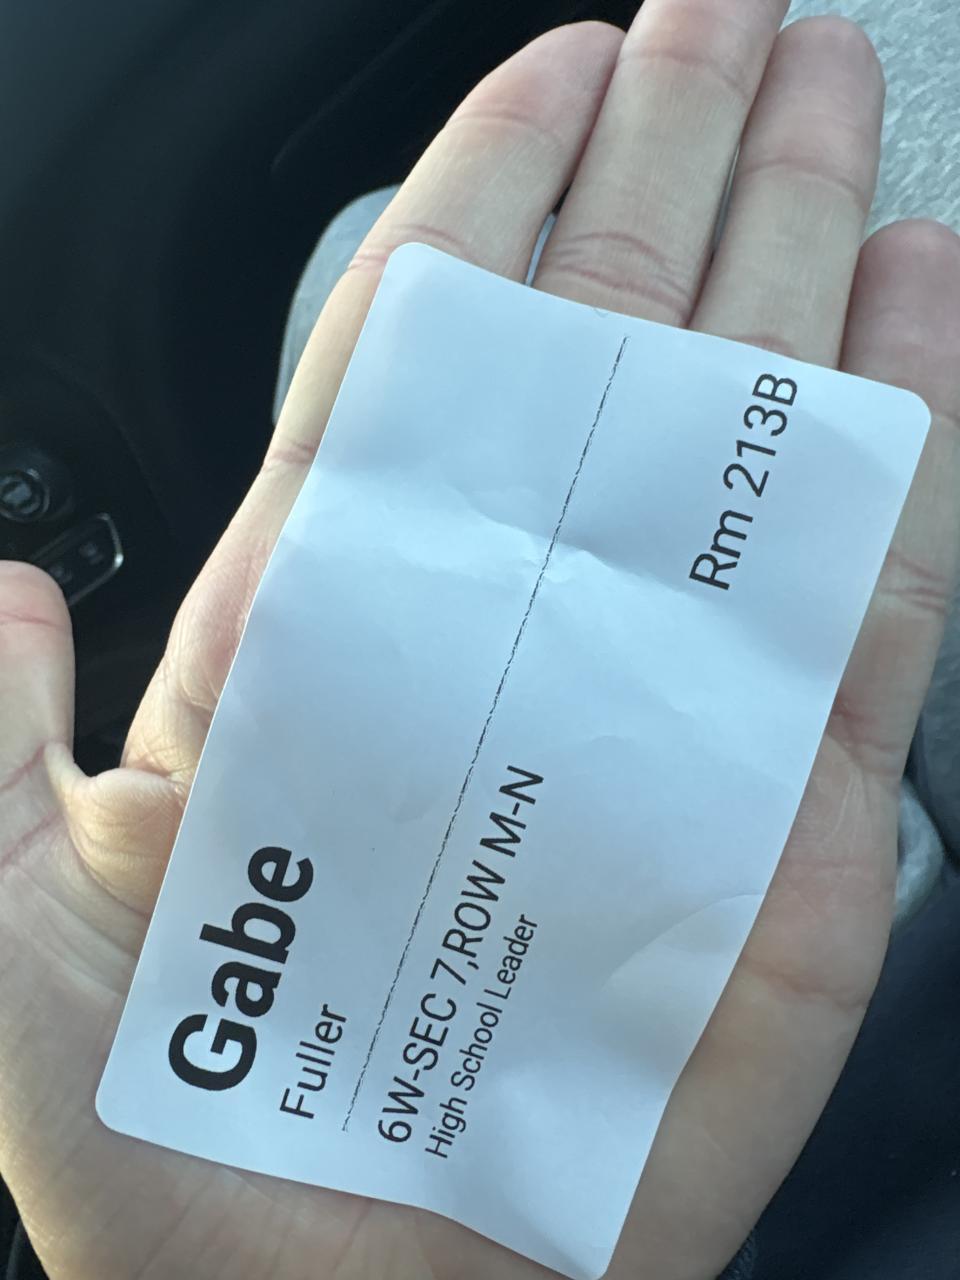 Gabe
Fuller
6W-SEC 7,ROW M-N
High School Leader
Rm 213B